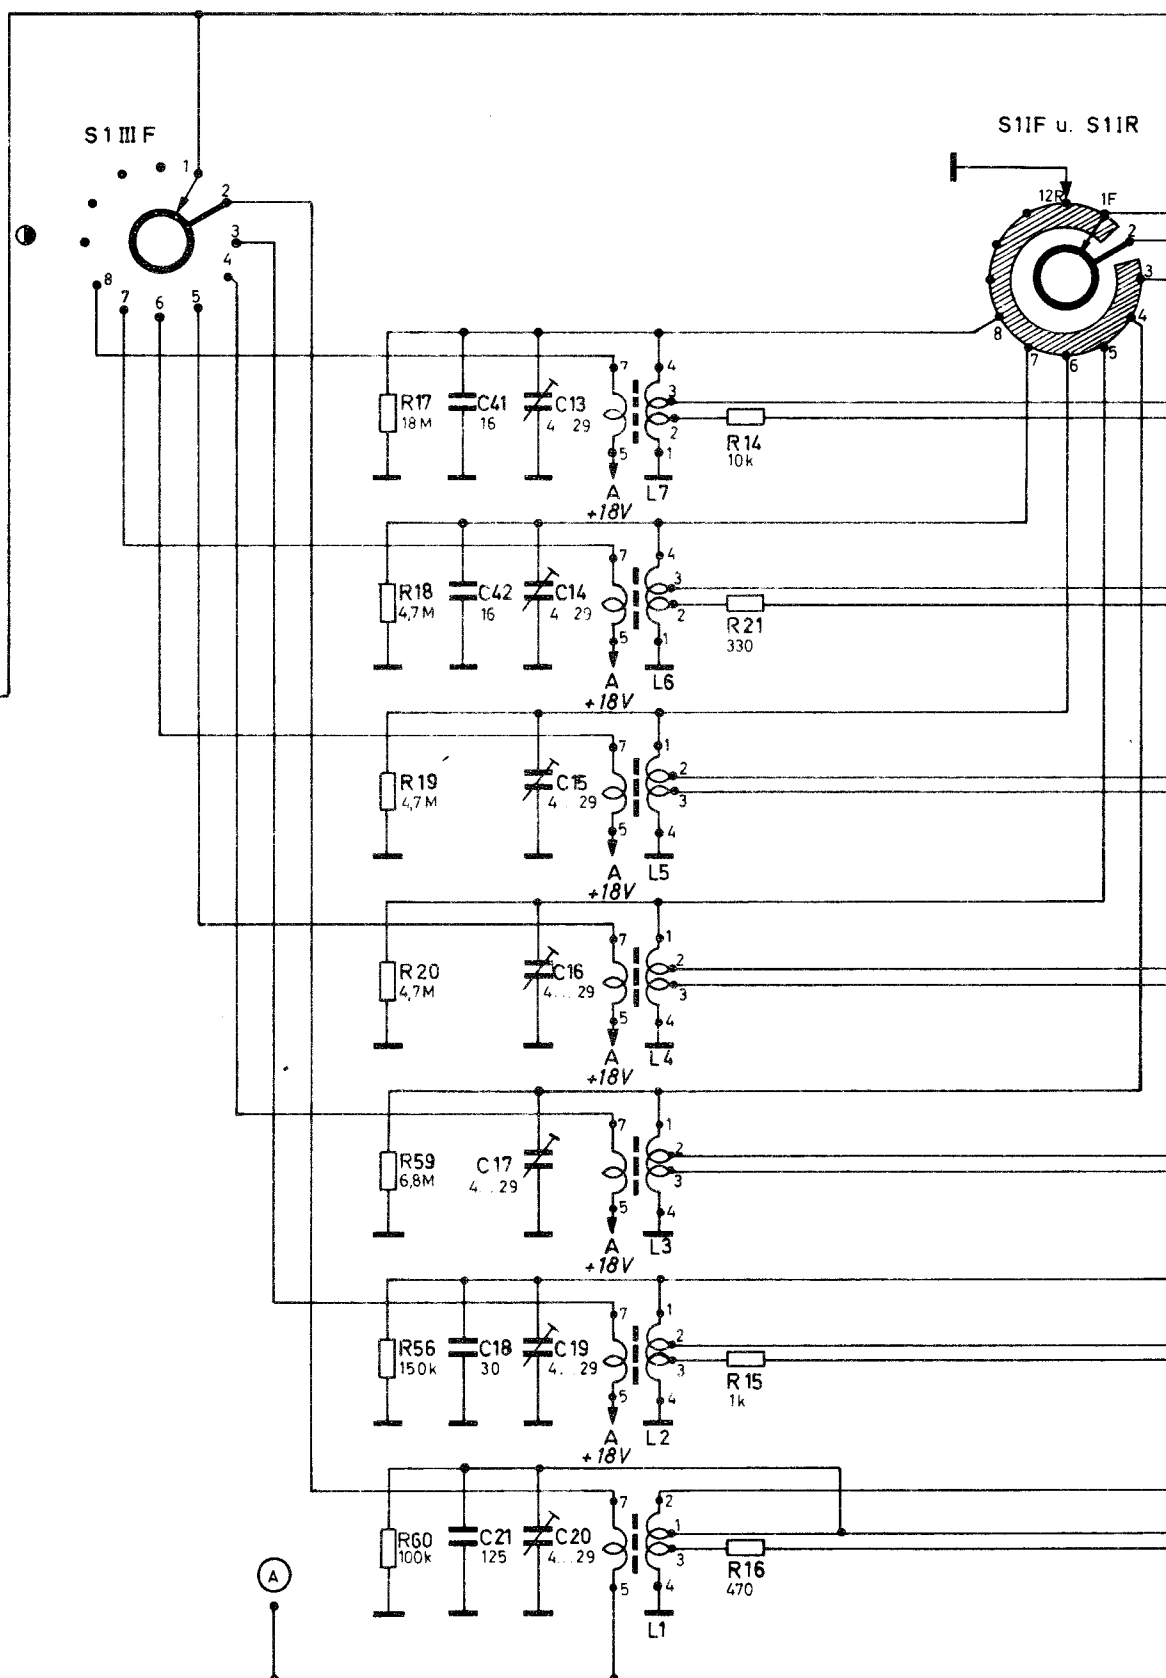 S1 III F
S1IF u. S1IR
1
2
3
4
5
6
7
8
12R
1F
2
3
4
5
6
7
8
R17
18M
C41
16
C13
4 29
7
4
3
2
5
1
A
+18V
L7
R14
10k
R18
4,7M
C42
16
C14
4 29
7
4
3
2
5
1
A
+18V
L6
R21
330
R19
4,7M
C15
4...29
7
1
2
3
5
4
A
+18V
L5
R20
4,7M
C16
4...29
7
1
2
3
5
4
A
+18V
L4
R59
6,8M
C17
4...29
7
1
2
3
5
4
A
+18V
L3
R56
150k
C18
30
C19
4...29
7
1
2
3
5
4
A
+18V
L2
R15
1k
R60
100k
C21
125
C20
4...29
7
2
1
3
5
4
L1
R16
470
A